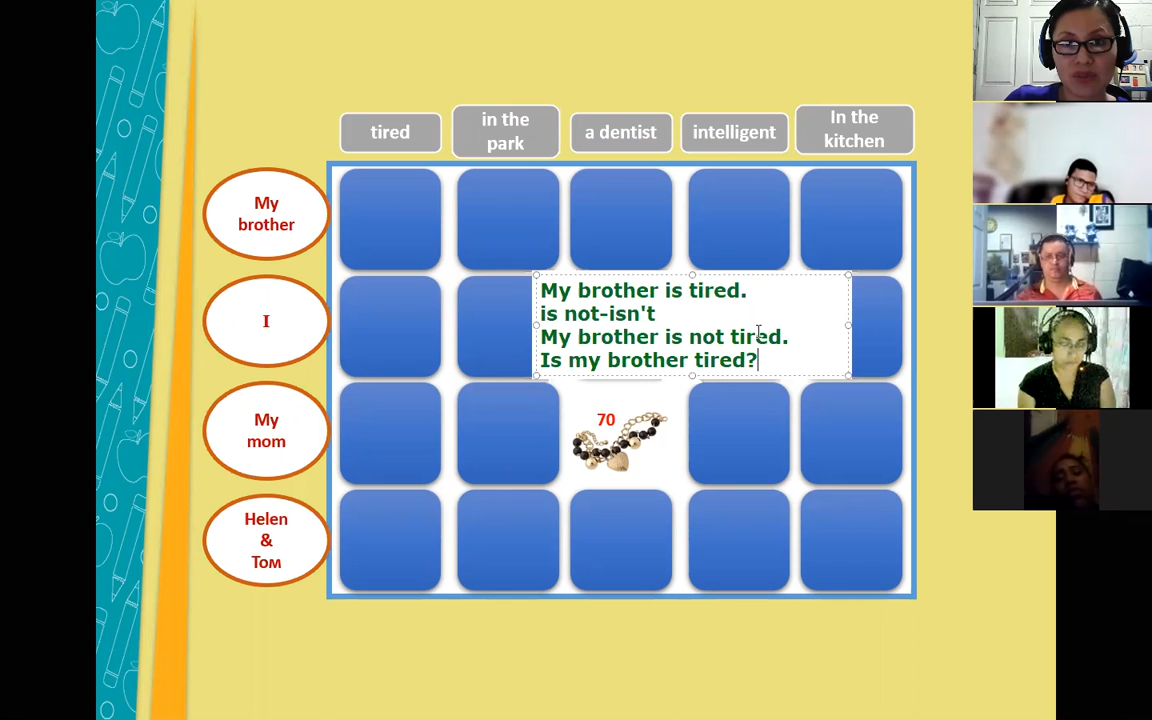 tired
in the
park
a dentist
intelligent
In the
kitchen
My
brother
I
My brother is tired.
is not-isn't
My brother is not tired.
Is my brother tired?
My
mom
70
Helen
&
Tom